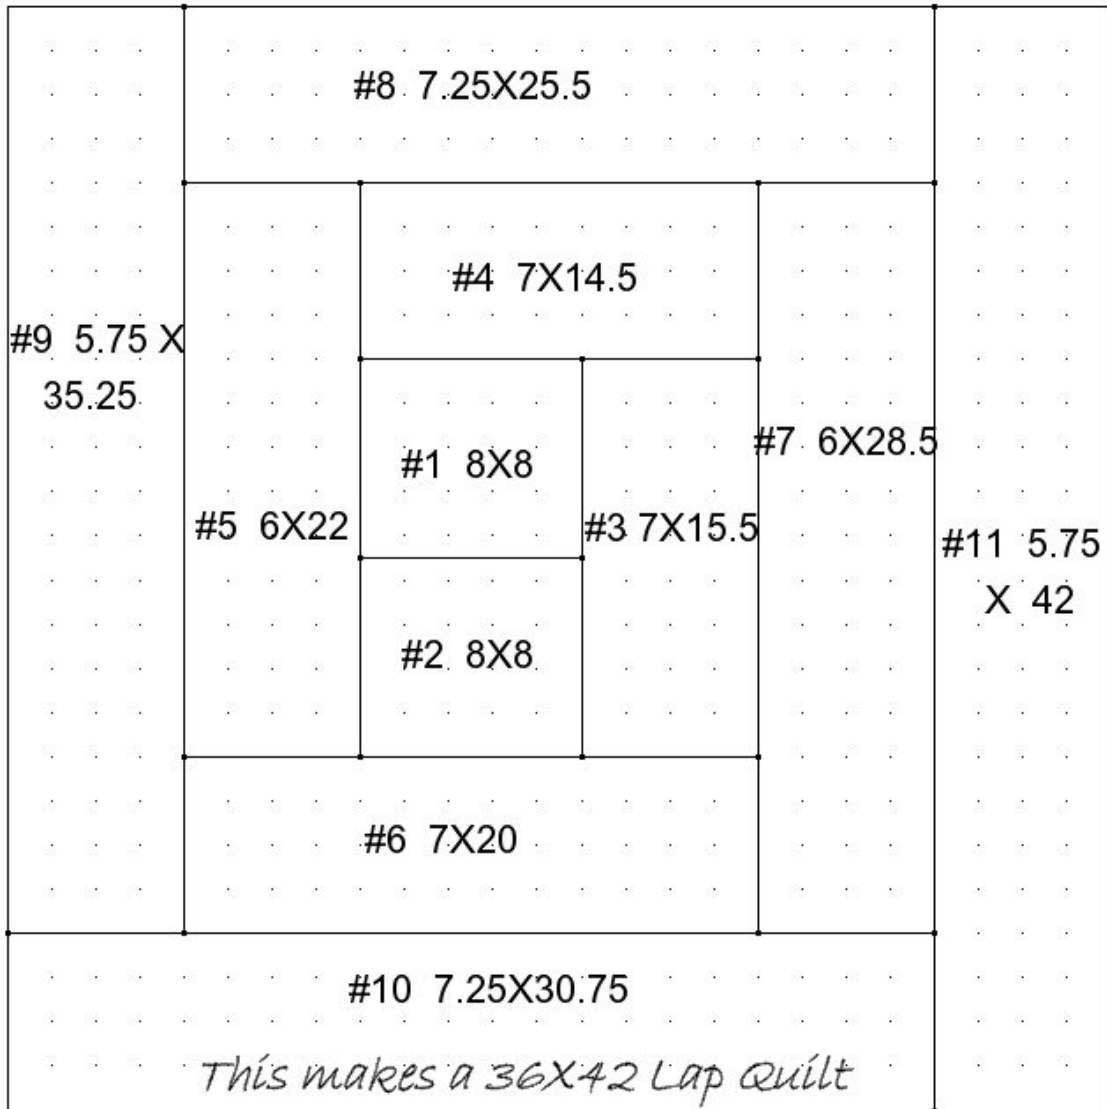 #8 7.25X25.5
#4 7X14.5
#9 5.75 X
35.25
#1 8X8
#7 6X28.5
#5 6X22
#3 7X15.5
#11 5.75
X 42
#2 8X8
#6 7X20
#10 7.25X30.75
This makes a 36X42 Lap Quilt